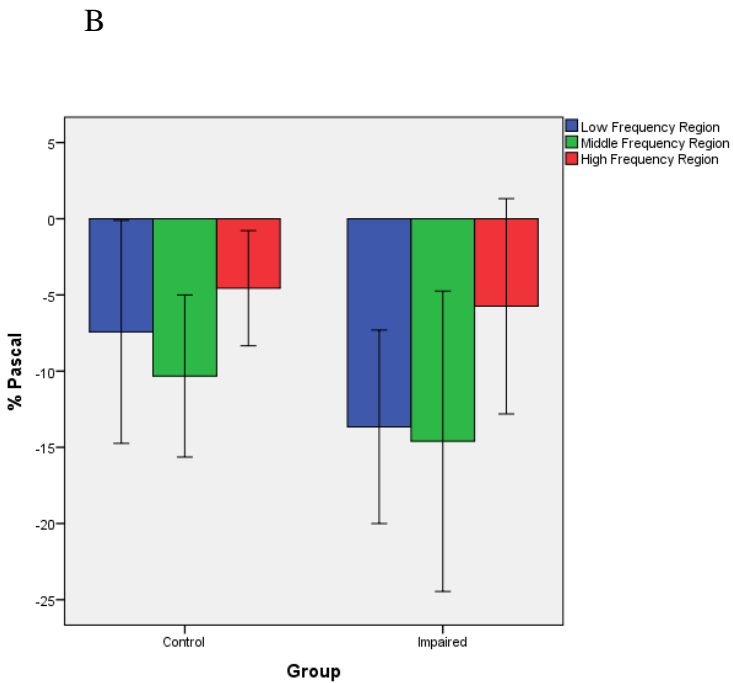 B
Low Frequency Region
Middle Frequency Region
High Frequency Region
5
0
-5
-10
-15
-20
-25
% Pascal
Control
Impaired
Group